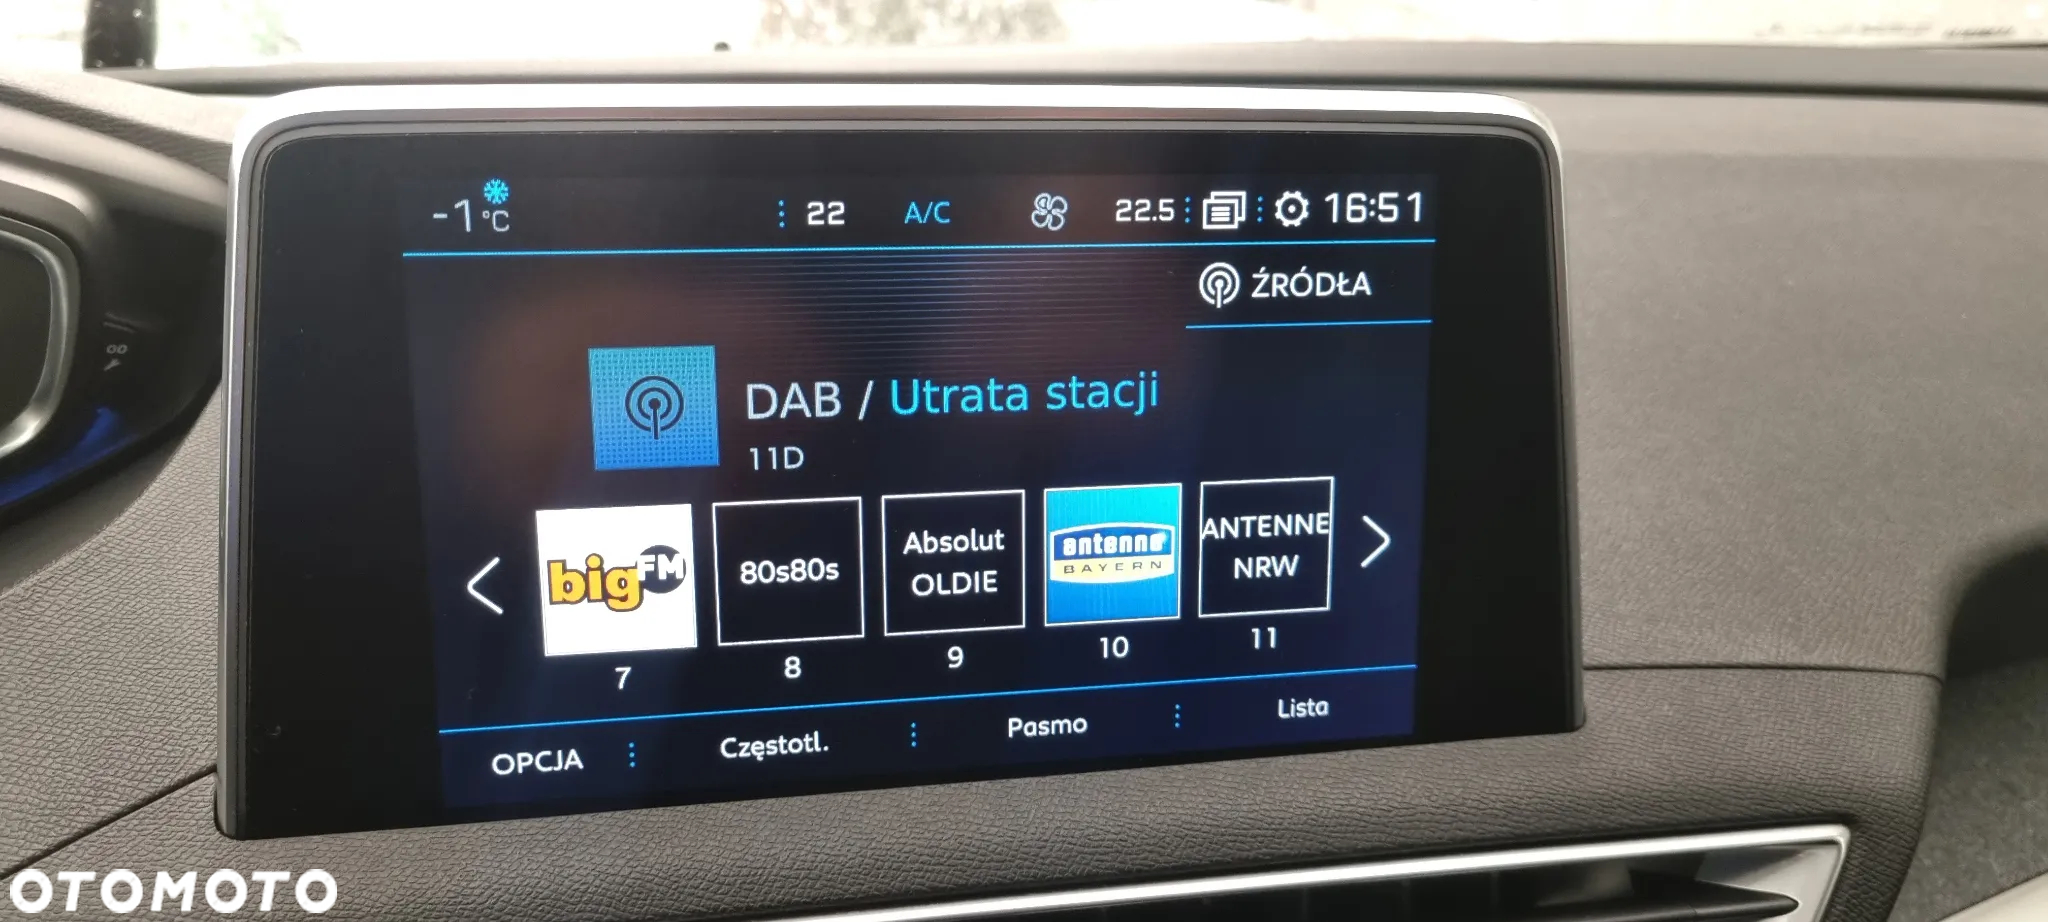 -1 °C
22
A/C
22.5
16:51
ŹRÓDŁA
DAB / Utrata stacji
11D
bigFM
80s80s
Absolut
OLDIE
antenne
BAYERN
ANTENNE
NRW
7
8
9
10
11
OPCJA
Częstotl.
Pasmo
Lista
OTOMOTO